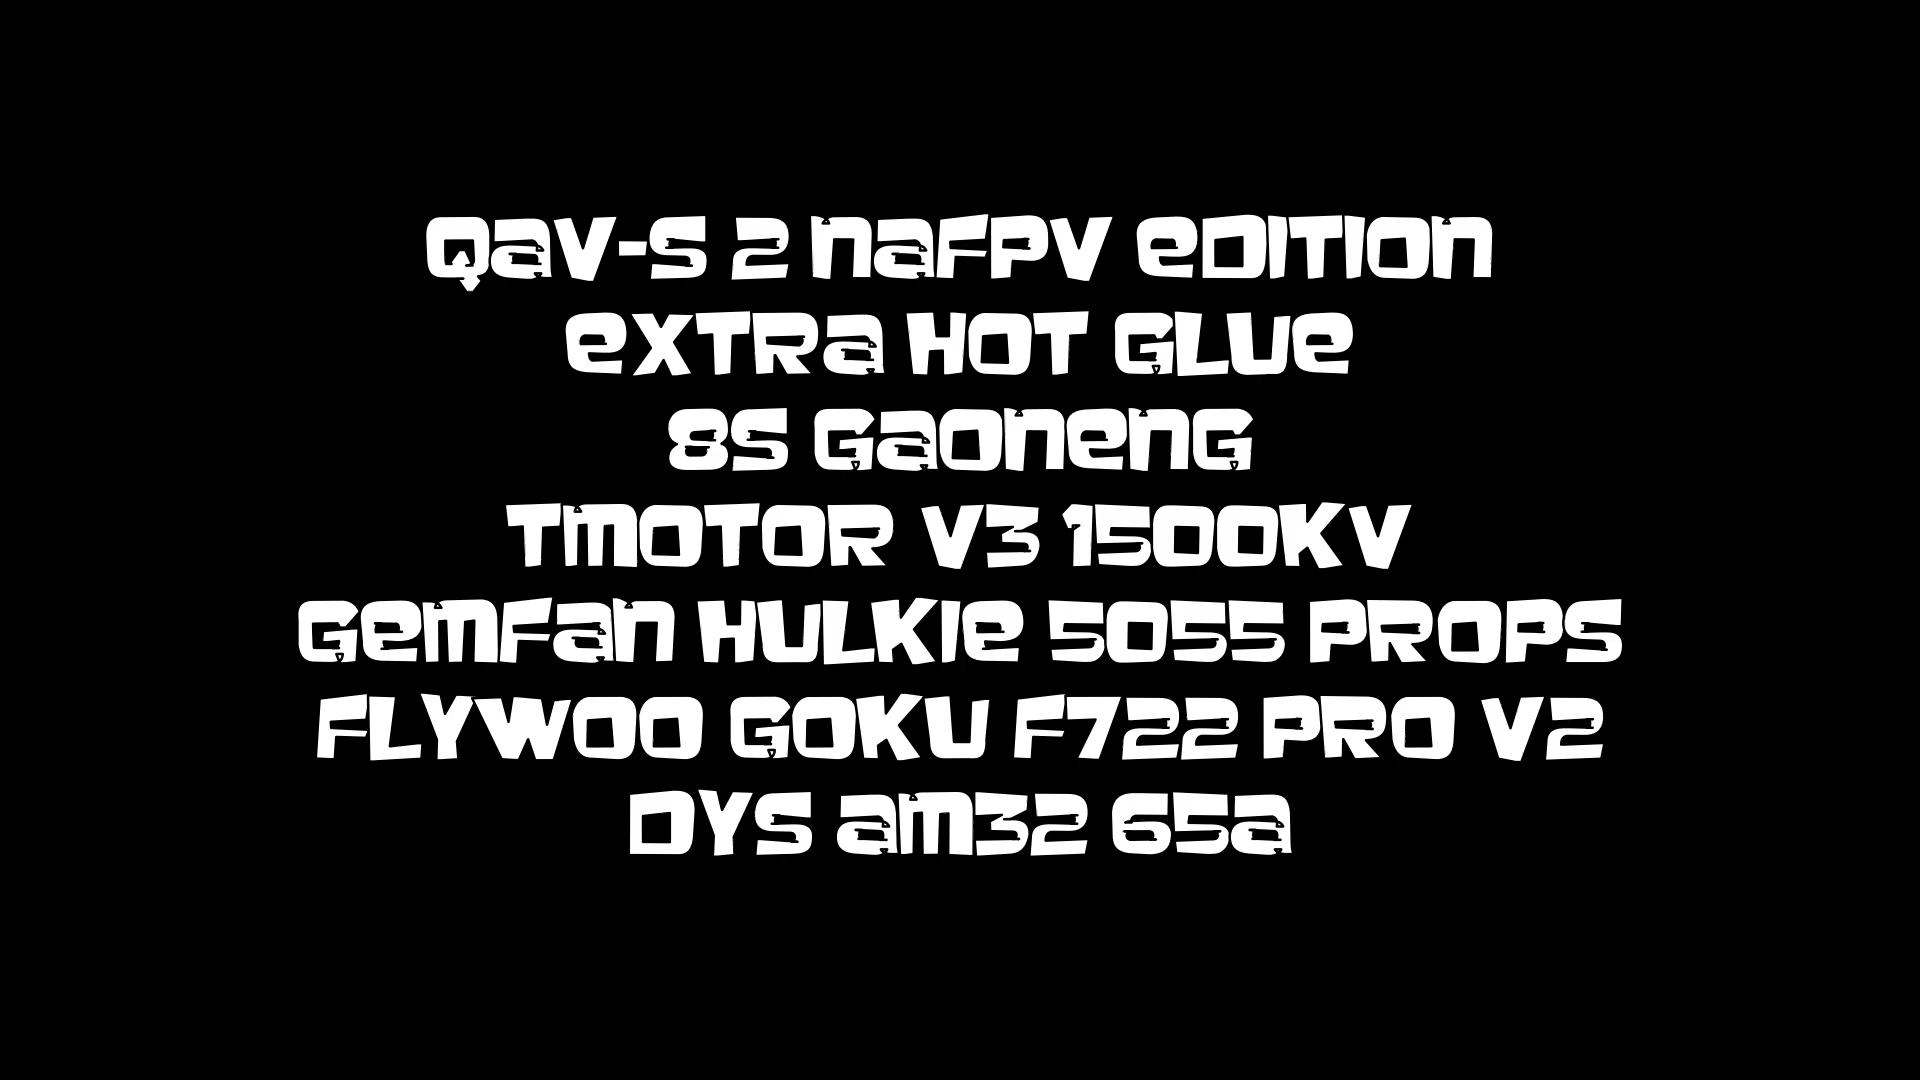 QAV-S 2 NAFPV EDITION
EXTRA HOT GLUE
8S GAONENG
TMOTOR V3 1500KV
GEMFAN HULKIE 5055 PROPS
FLYWOO GOKU F722 PRO V2
DYS AM32 65A